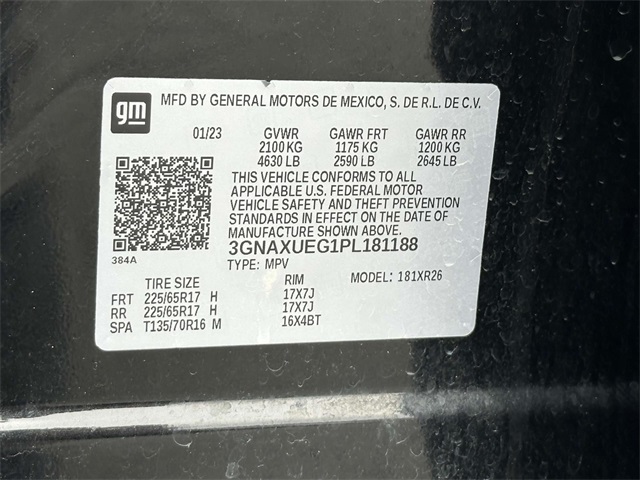 gm
MFD BY GENERAL MOTORS DE MEXICO, S. DE R.L. DE C.V.
01/23 GVWR GAWR FRT GAWR RR
2100 KG 1175 KG 1200 KG
4630 LB 2590 LB 2645 LB
THIS VEHICLE CONFORMS TO ALL
APPLICABLE U.S. FEDERAL MOTOR
VEHICLE SAFETY AND THEFT PREVENTION
STANDARDS IN EFFECT ON THE DATE OF
MANUFACTURE SHOWN ABOVE.
384A
3GNAXUEG1PL181188
TYPE: MPV
MODEL: 181XR26
TIRE SIZE RIM
FRT 225/65R17 H 17X7J
RR 225/65R17 H 17X7J
SPA T135/70R16 M 16X4BT